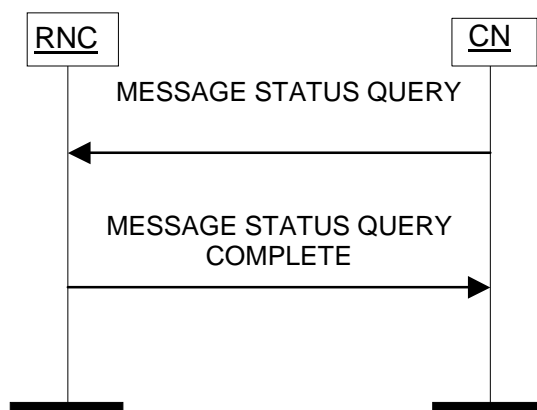 RNC
CN
MESSAGE STATUS QUERY
MESSAGE STATUS QUERY
COMPLETE